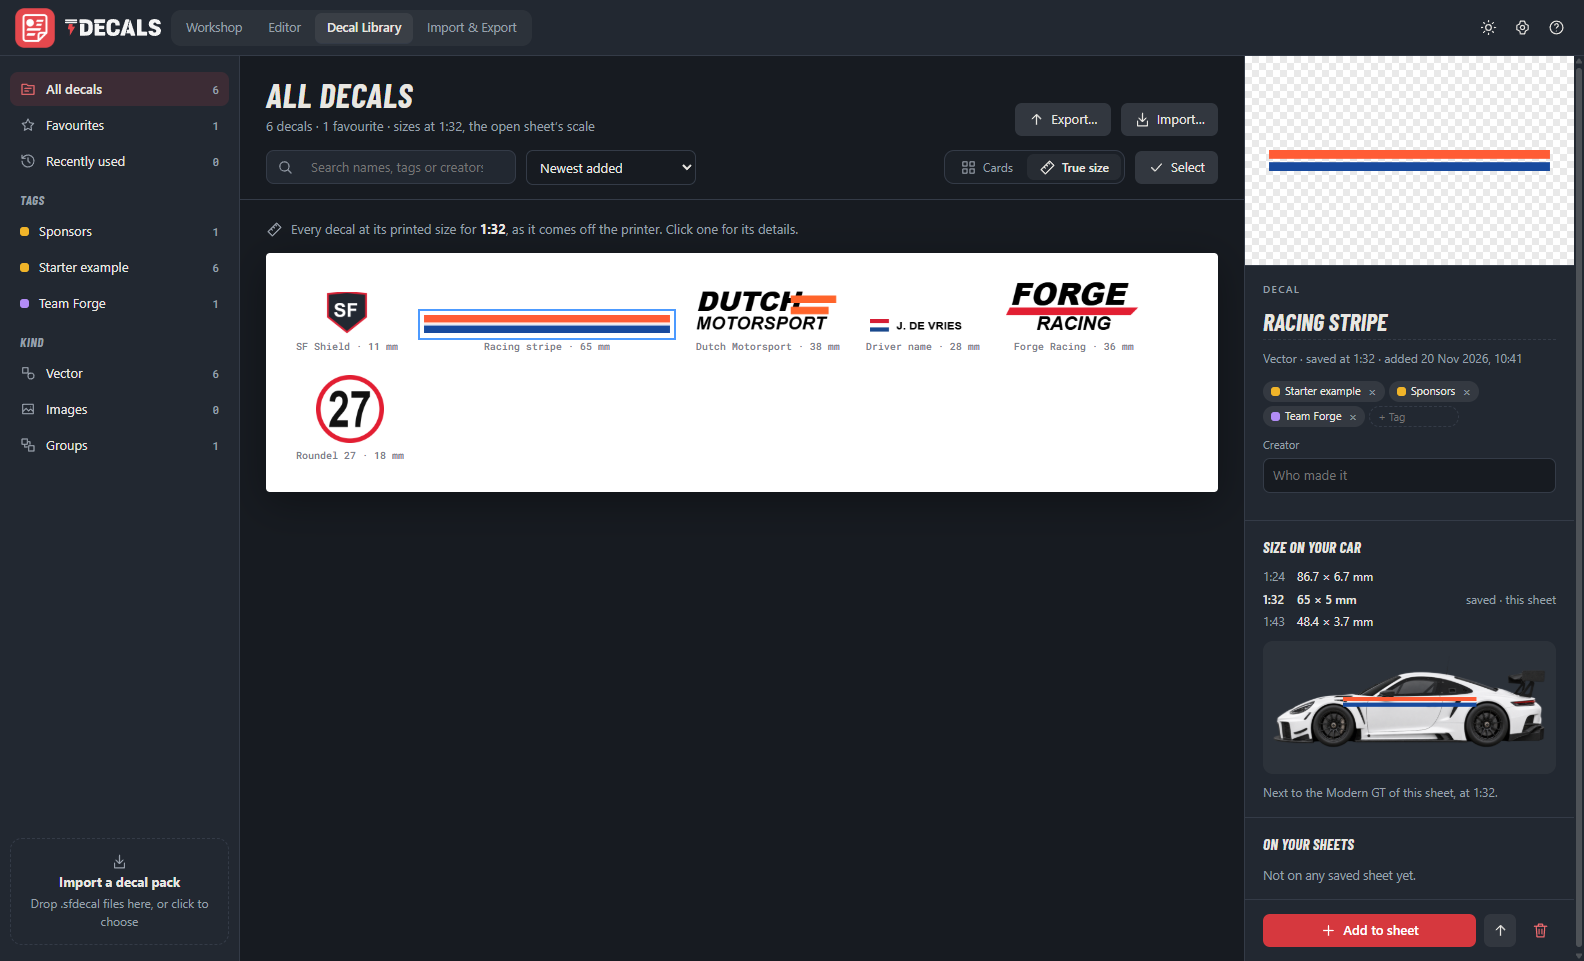 DECALS
Workshop
Editor
Decal Library
Import & Export
All decals 6
Favourites 1
Recently used 0
TAGS
Sponsors 1
Starter example 6
Team Forge 1
KIND
Vector 6
Images 0
Groups 1
Import a decal pack
Drop .sfdecal files here, or click to
choose
ALL DECALS
6 decals · 1 favourite · sizes at 1:32, the open sheet's scale
Export...
Import...
Search names, tags or creators
Newest added
Cards
True size
Select
Every decal at its printed size for 1:32, as it comes off the printer. Click one for its details.
SF
SF Shield · 11 mm
Racing stripe · 65 mm
DUTCH
MOTORSPORT
Dutch Motorsport · 38 mm
J. DE VRIES
Driver name · 28 mm
FORGE
RACING
Forge Racing · 36 mm
27
Roundel 27 · 18 mm
DECAL
RACING STRIPE
Vector · saved at 1:32 · added 20 Nov 2026, 10:41
Starter example ×
Sponsors ×
Team Forge ×
+ Tag
Creator
Who made it
SIZE ON YOUR CAR
1:24 86.7 × 6.7 mm
1:32 65 × 5 mm saved · this sheet
1:43 48.4 × 3.7 mm
Next to the Modern GT of this sheet, at 1:32.
ON YOUR SHEETS
Not on any saved sheet yet.
Add to sheet